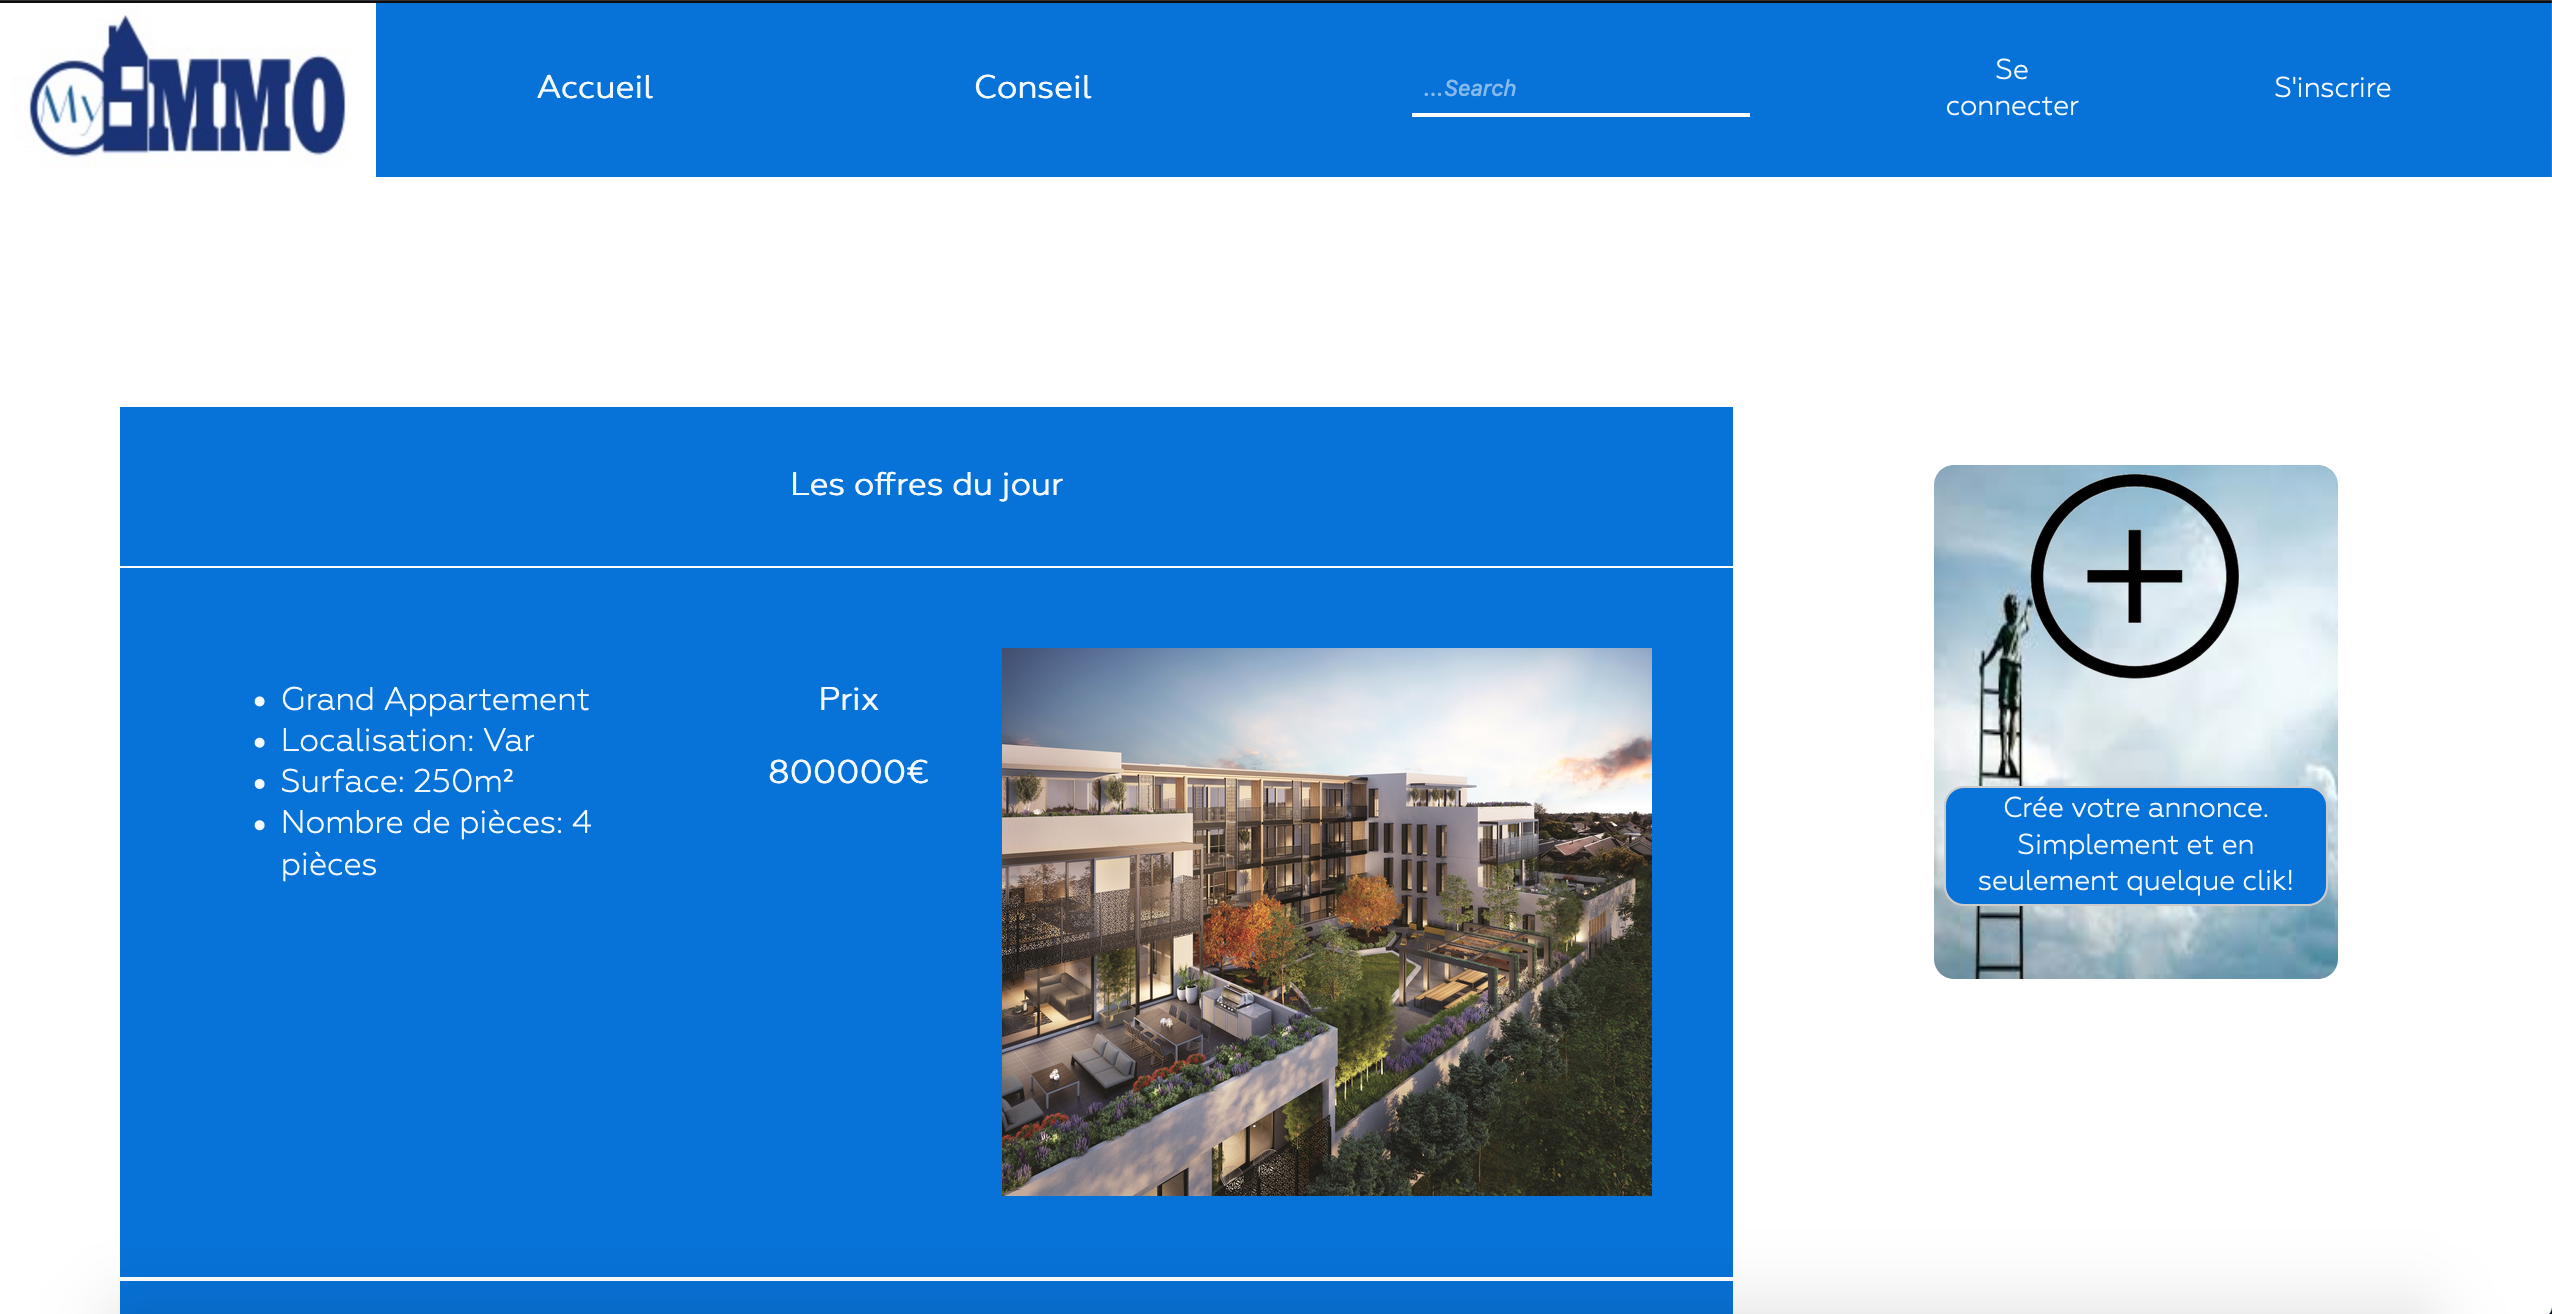 My IMMO
Accueil
Conseil
...Search
Se
connecter
S'inscrire
Les offres du jour
Grand Appartement
Localisation: Var
Surface: 250m²
Nombre de pièces: 4
pièces
Prix
800000€
Crée votre annonce.
Simplement et en
seulement quelque clik!